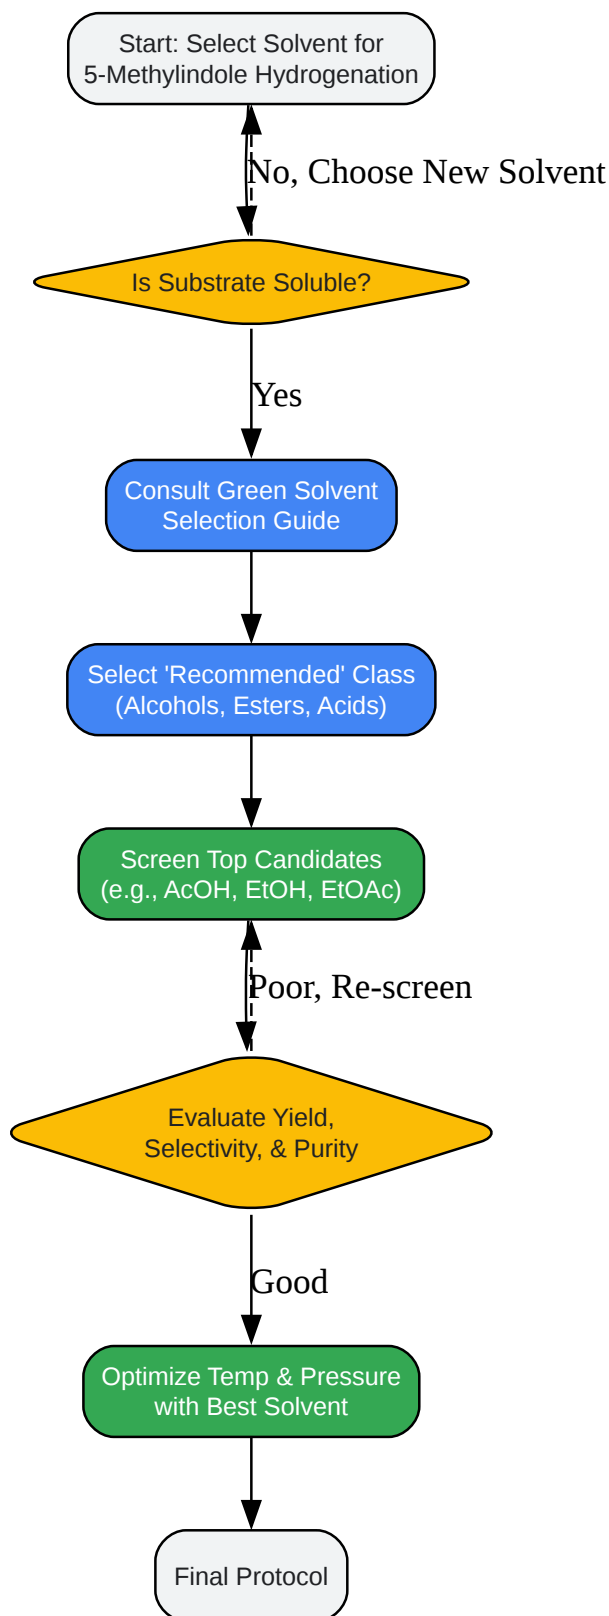 Start: Select Solvent for
5-Methylindole Hydrogenation
No, Choose New Solvent
Is Substrate Soluble?
Yes
Consult Green Solvent
Selection Guide
Select 'Recommended' Class
(Alcohols, Esters, Acids)
Screen Top Candidates
(e.g., AcOH, EtOH, EtOAc)
Poor, Re-screen
Evaluate Yield,
Selectivity, & Purity
Good
Optimize Temp & Pressure
with Best Solvent
Final Protocol